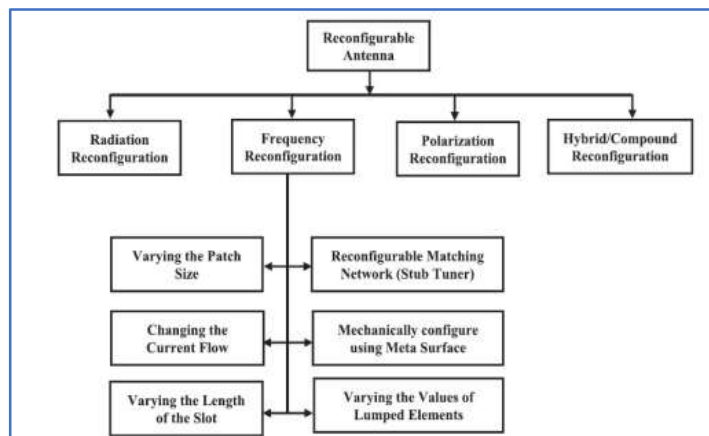 Reconfigurable
Antenna
Radiation
Reconfiguration
Frequency
Reconfiguration
Polarization
Reconfiguration
Hybrid/Compound
Reconfiguration
Varying the Patch
Size
Reconfigurable Matching
Network (Stub Tuner)
Changing the
Current Flow
Mechanically configure
using Meta Surface
Varying the Length
of the Slot
Varying the Values of
Lumped Elements